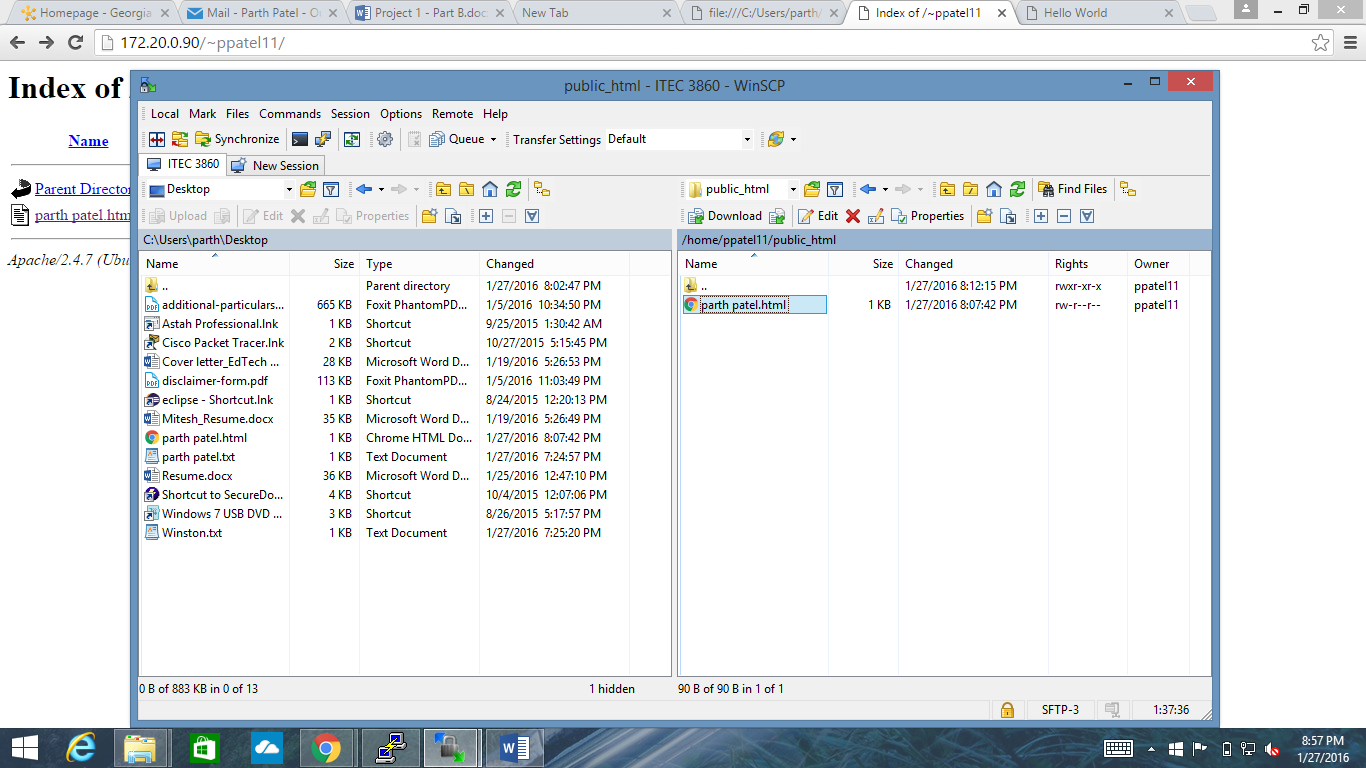 Homepage - Georgia
Mail - Parth Patel - O
Project 1 - Part B.doc
New Tab
file:///C:/Users/parth/
Index of /~ppatel11
Hello World
172.20.0.90/~ppatel11/
Index of
Name
Parent Director
parth patel.htm
Apache/2.4.7 (Ubu
public_html - ITEC 3860 - WinSCP
Local Mark Files Commands Session Options Remote Help
Synchronize Queue Transfer Settings Default
ITEC 3860 New Session
Desktop
Upload Edit Properties
C:\Users\parth\Desktop
Name Size Type Changed
.. Parent directory 1/27/2016 8:02:47 PM
additional-particulars... 665 KB Foxit PhantomPD... 1/5/2016 10:34:50 PM
Astah Professional.lnk 1 KB Shortcut 9/25/2015 1:30:42 AM
Cisco Packet Tracer.lnk 2 KB Shortcut 10/27/2015 5:15:45 PM
Cover letter_EdTech ... 28 KB Microsoft Word D... 1/19/2016 5:26:53 PM
disclaimer-form.pdf 113 KB Foxit PhantomPD... 1/5/2016 11:03:49 PM
eclipse - Shortcut.lnk 1 KB Shortcut 8/24/2015 12:20:13 PM
Mitesh_Resume.docx 35 KB Microsoft Word D... 1/19/2016 5:26:49 PM
parth patel.html 1 KB Chrome HTML Do... 1/27/2016 8:07:42 PM
parth patel.txt 1 KB Text Document 1/27/2016 7:24:57 PM
Resume.docx 36 KB Microsoft Word D... 1/25/2016 12:47:10 PM
Shortcut to SecureDo... 4 KB Shortcut 10/4/2015 12:07:06 PM
Windows 7 USB DVD ... 3 KB Shortcut 8/26/2015 5:17:57 PM
Winston.txt 1 KB Text Document 1/27/2016 7:25:20 PM
0 B of 883 KB in 0 of 13 1 hidden
public_html Find Files
Download Edit Properties
/home/ppatel11/public_html
Name Size Changed Rights Owner
.. 1/27/2016 8:12:15 PM rwxr-xr-x ppatel11
parth patel.html 1 KB 1/27/2016 8:07:42 PM rw-r--r-- ppatel11
90 B of 90 B in 1 of 1
SFTP-3 1:37:36
8:57 PM
1/27/2016